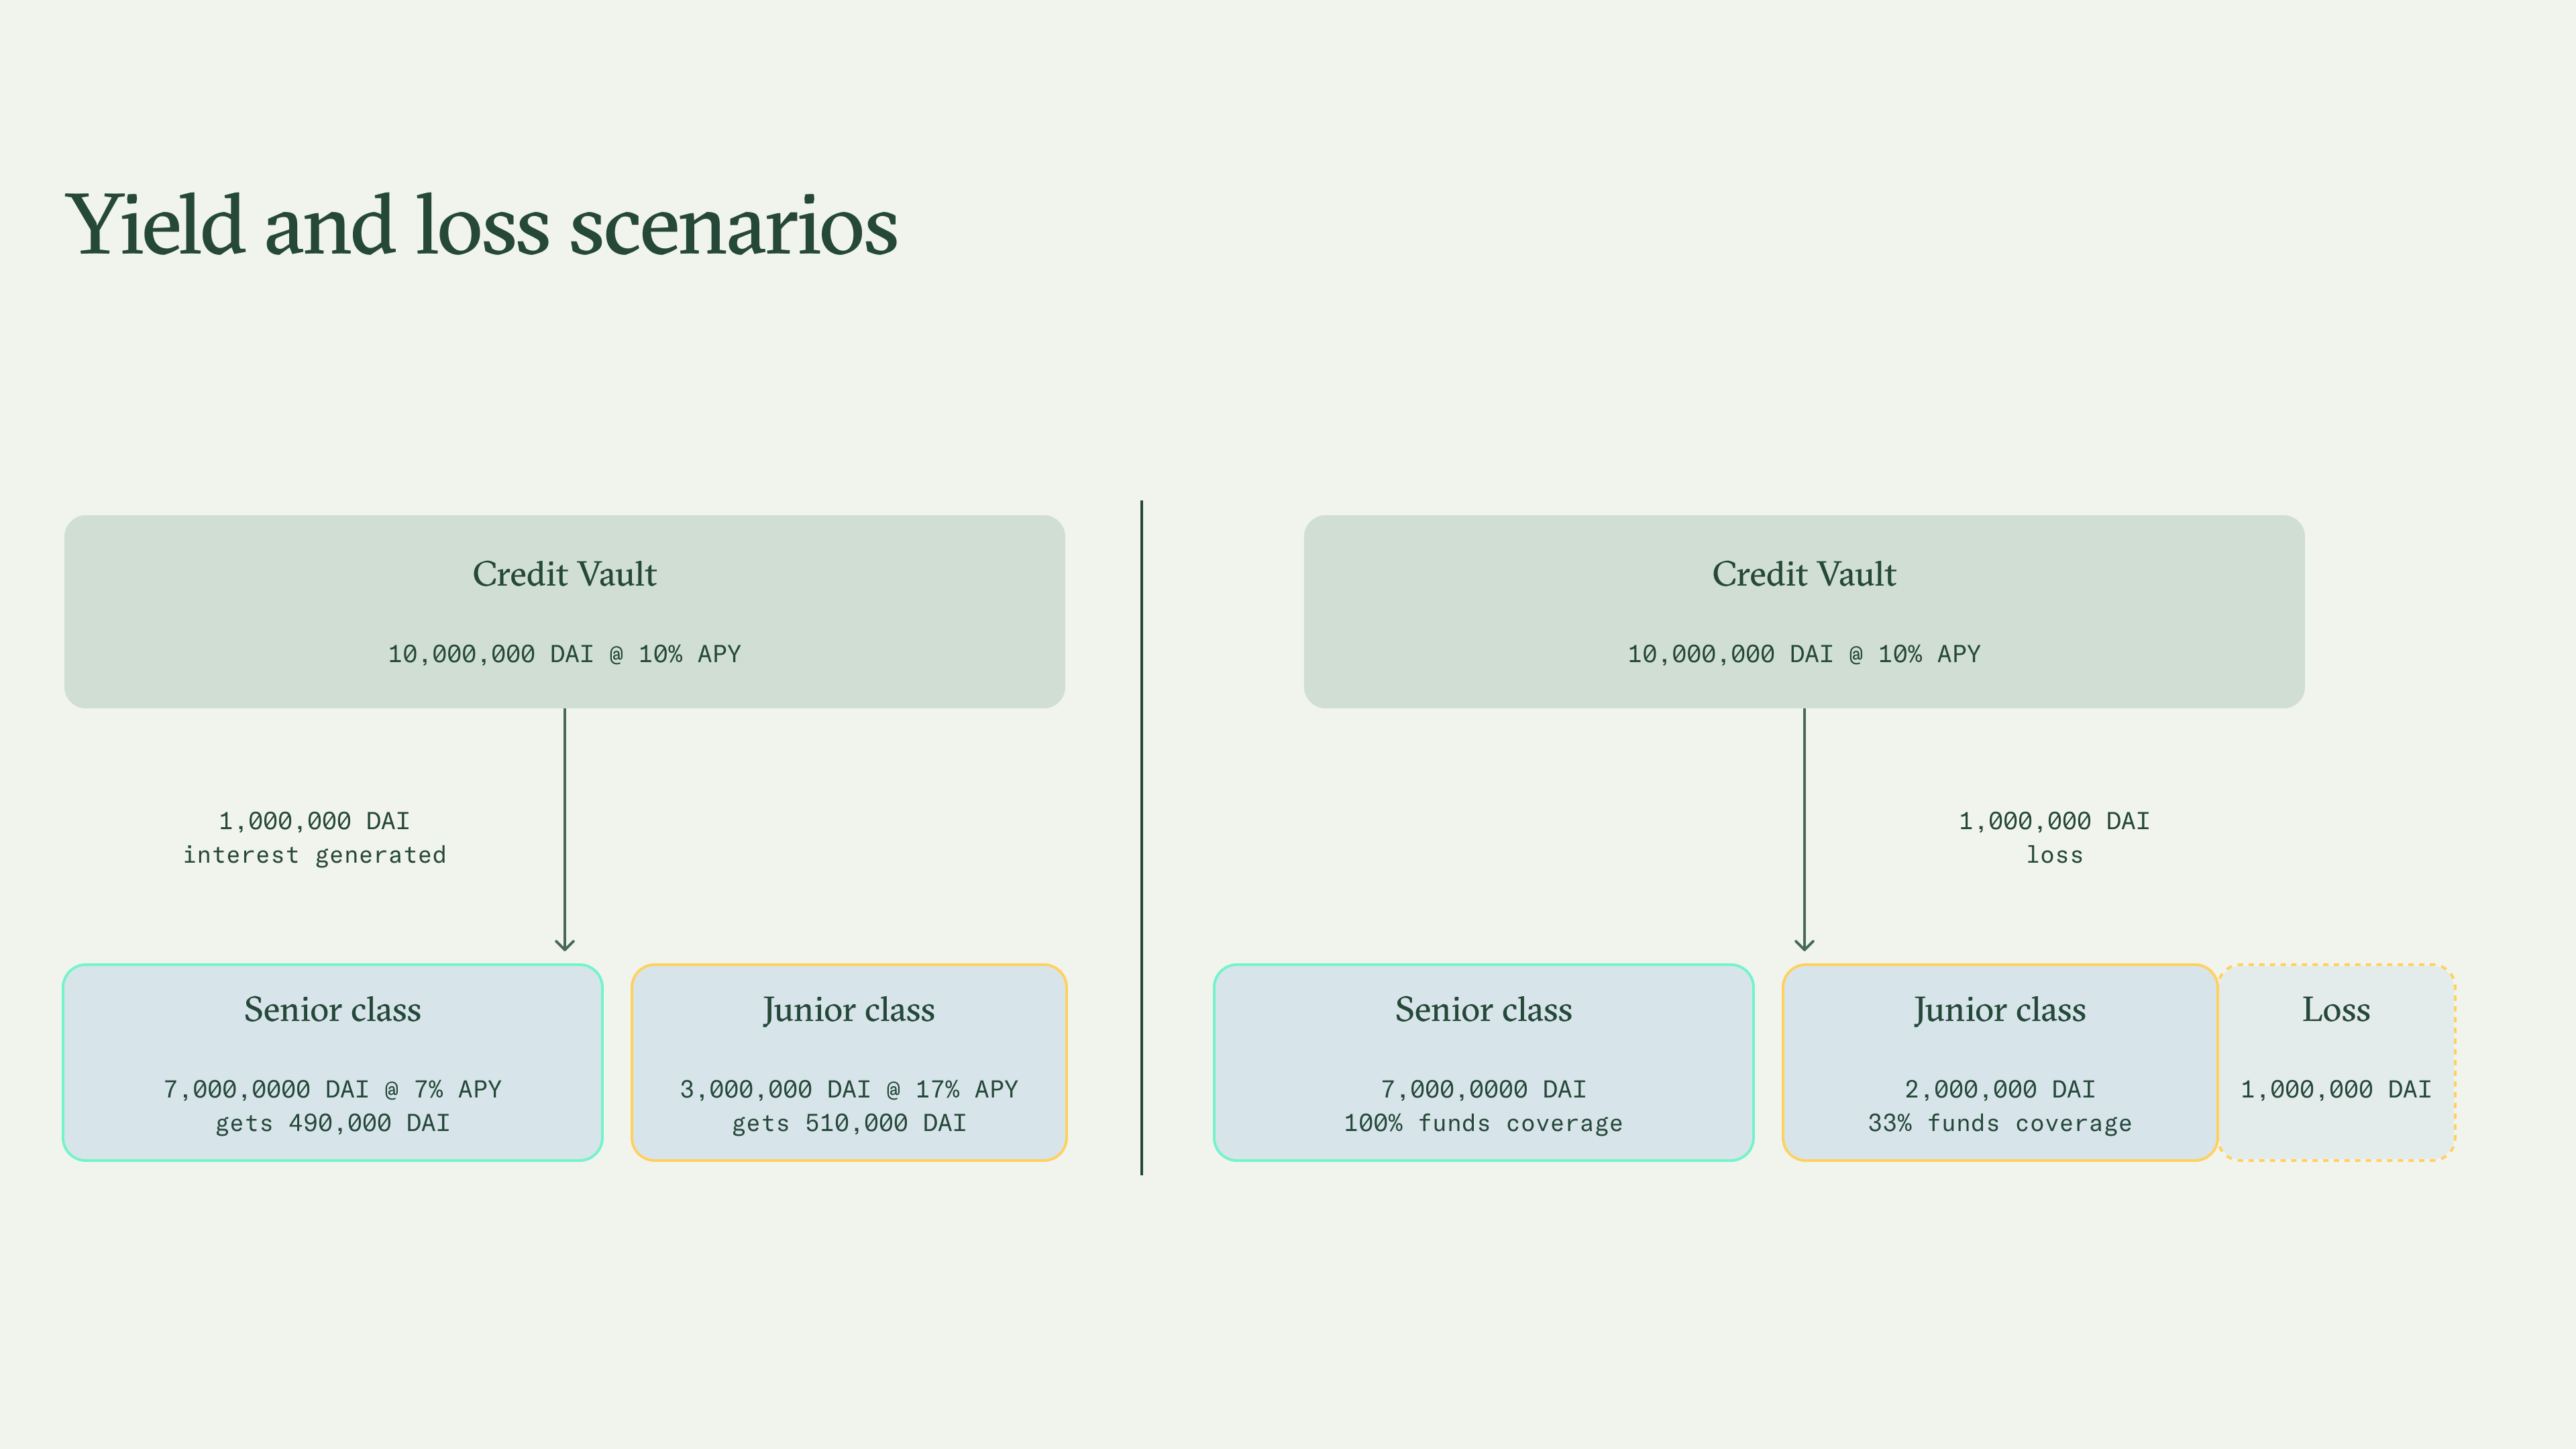 Yield and loss scenarios
Credit Vault
10,000,000 DAI @ 10% APY
1,000,000 DAI
interest generated
Senior class
7,000,0000 DAI @ 7% APY
gets 490,000 DAI
Junior class
3,000,000 DAI @ 17% APY
gets 510,000 DAI
Credit Vault
10,000,000 DAI @ 10% APY
1,000,000 DAI
loss
Senior class
7,000,0000 DAI
100% funds coverage
Junior class
2,000,000 DAI
33% funds coverage
Loss
1,000,000 DAI